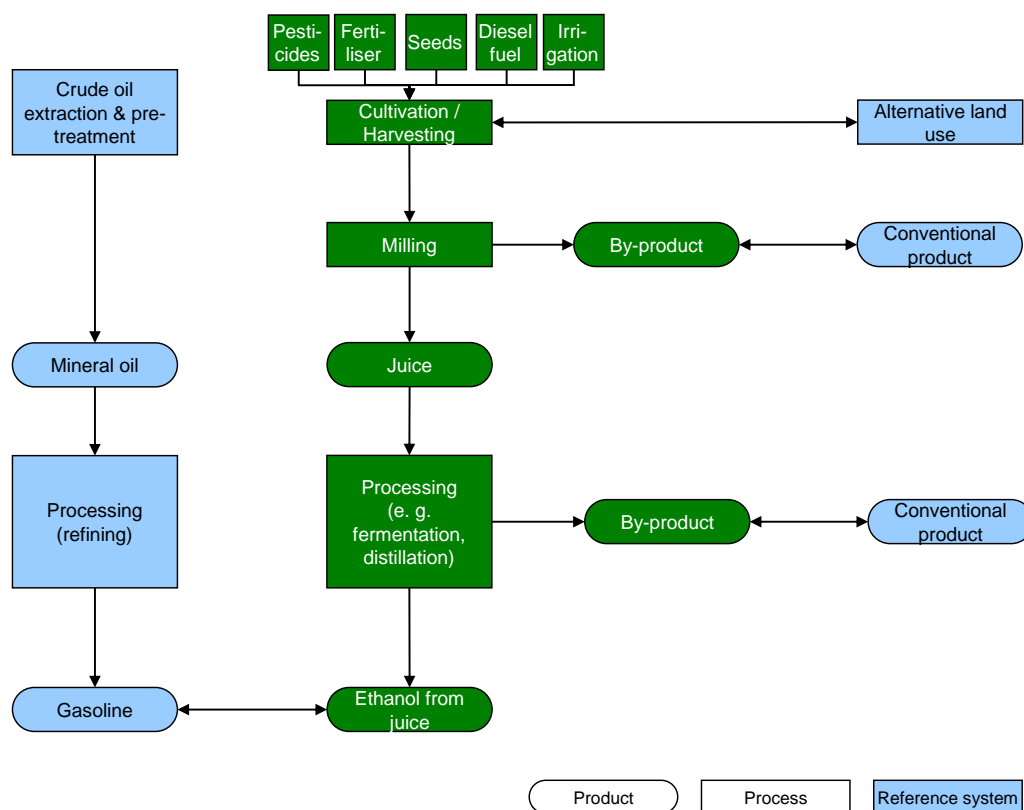 Pesti-
cides
Ferti-
liser
Seeds
Diesel
fuel
Irri-
gation
Crude oil
extraction & pre-
treatment
Cultivation /
Harvesting
Alternative land
use
Milling
By-product
Conventional
product
Mineral oil
Juice
Processing
(refining)
Processing
(e. g.
fermentation,
distillation)
By-product
Conventional
product
Gasoline
Ethanol from
juice
Product
Process
Reference system